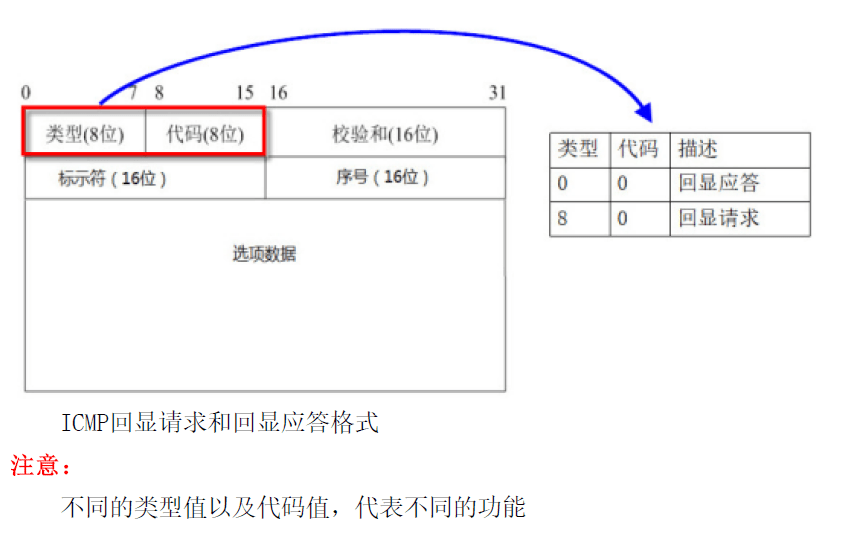 0 7 8 15 16 31
类型(8位) 代码(8位) 校验和(16位)
标示符（16位） 序号（16位）
选项数据
类型 代码 描述
0 0 回显应答
8 0 回显请求
ICMP回显请求和回显应答格式
注意：
不同的类型值以及代码值，代表不同的功能